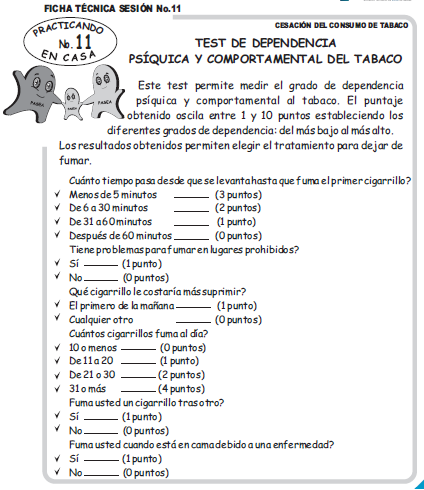 FICHA TÉCNICA SESIÓN No.11
CESACIÓN DEL CONSUMO DE TABACO
PRACTICANDO
No. 11
EN CASA
TEST DE DEPENDENCIA
PSÍQUICA Y COMPORTAMENTAL DEL TABACO
Este test permite medir el grado de dependencia
psíquica y comportamental al tabaco. El puntaje
obtenido oscila entre 1 y 10 puntos estableciendo los
diferentes grados de dependencia: del más bajo al más alto.
Los resultados obtenidos permiten elegir el tratamiento para dejar de
fumar.
Cuánto tiempo pasa desde que se levanta hasta que fuma el primer cigarrillo?
✓ Menos de 5 minutos ______ (3 puntos)
✓ De 6 a 30 minutos ______ (2 puntos)
✓ De 31 a 60 minutos ______ (1 punto)
✓ Después de 60 minutos ______ (0 puntos)
Tiene problemas para fumar en lugares prohibidos?
✓ Sí ______ (1 punto)
✓ No ______ (0 puntos)
Qué cigarrillo le costaría más suprimir?
✓ El primero de la mañana ______ (1 punto)
✓ Cualquier otro ______ (0 puntos)
Cuántos cigarrillos fuma al día?
✓ 10 o menos ______ (0 puntos)
✓ De 11 a 20 ______ (1 punto)
✓ De 21 o 30 ______ (2 puntos)
✓ 31 o más ______ (4 puntos)
Fuma usted un cigarrillo tras otro?
✓ Sí ______ (1 punto)
✓ No ______ (0 puntos)
Fuma usted cuando está en cama debido a una enfermedad?
✓ Sí ______ (1 punto)
✓ No ______ (0 puntos)